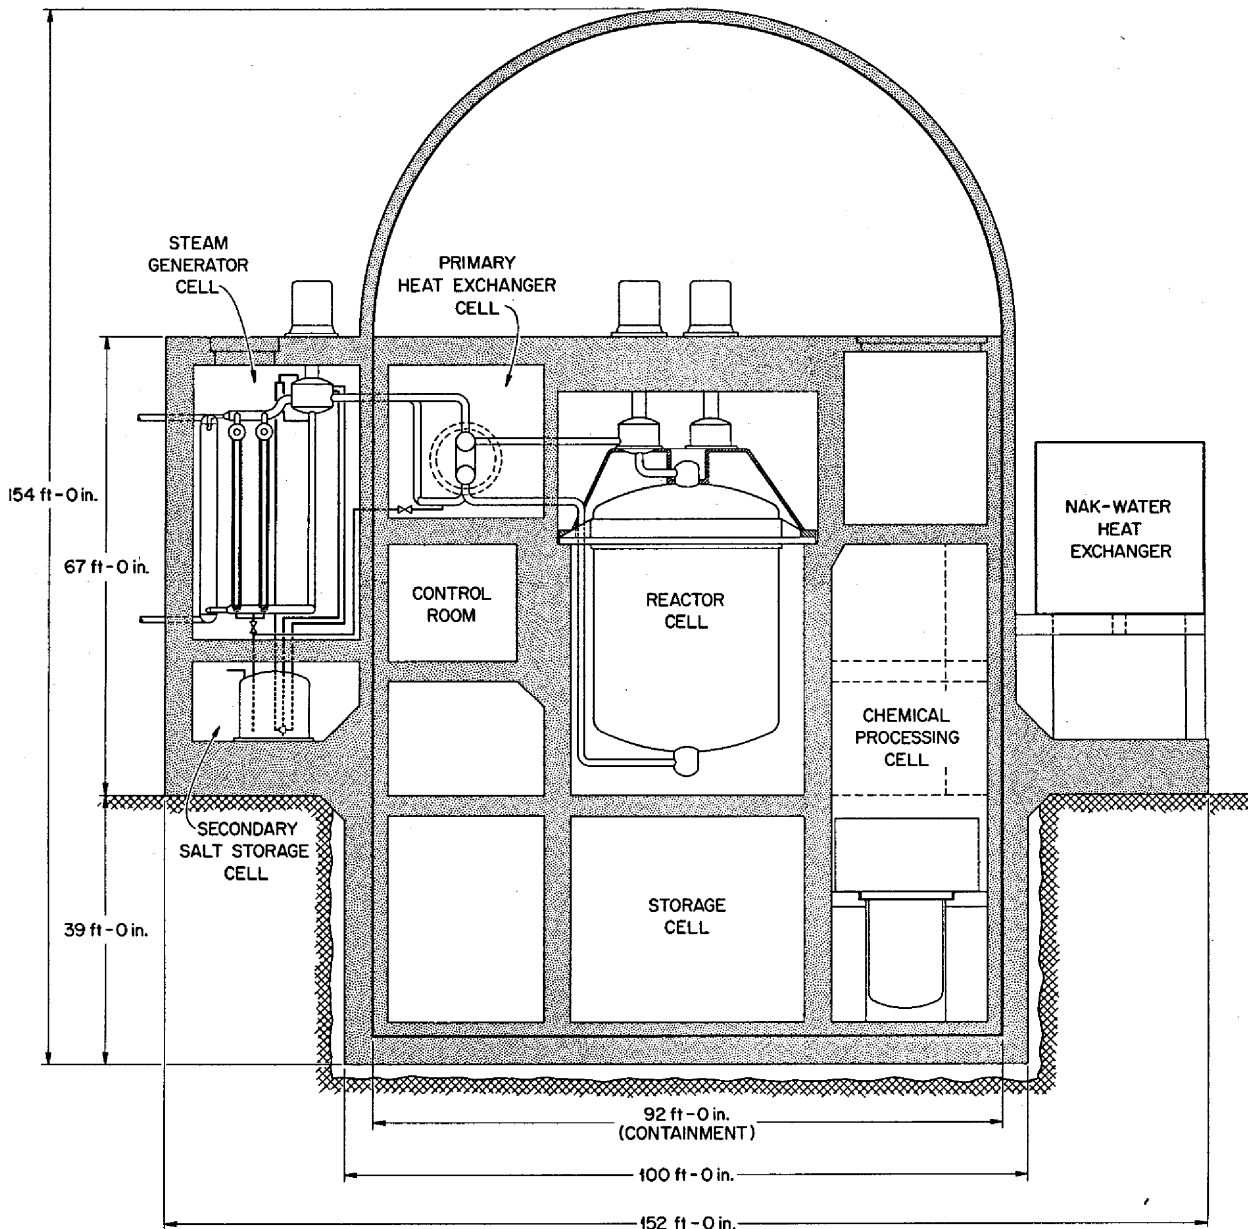 STEAM
GENERATOR
CELL
PRIMARY
HEAT EXCHANGER
CELL
154 ft-0 in.
67 ft-0 in.
NAK-WATER
HEAT
EXCHANGER
CONTROL
ROOM
REACTOR
CELL
CHEMICAL
PROCESSING
CELL
SECONDARY
SALT STORAGE
CELL
39 ft-0 in.
STORAGE
CELL
92 ft-0 in.
(CONTAINMENT)
100 ft-0 in.
152 ft-0 in.